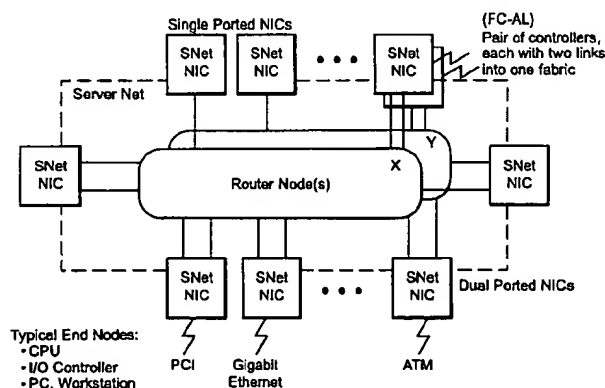 Single Ported NICs
(FC-AL)
Pair of controllers,
each with two links
into one fabric
SNet
NIC
SNet
NIC
SNet
NIC
Server Net
SNet
NIC
Router Node(s)
X
Y
SNet
NIC
SNet
NIC
SNet
NIC
SNet
NIC
Dual Ported NICs
Typical End Nodes:
• CPU
• I/O Controller
• PC, Workstation
PCI
Gigabit
Ethernet
ATM